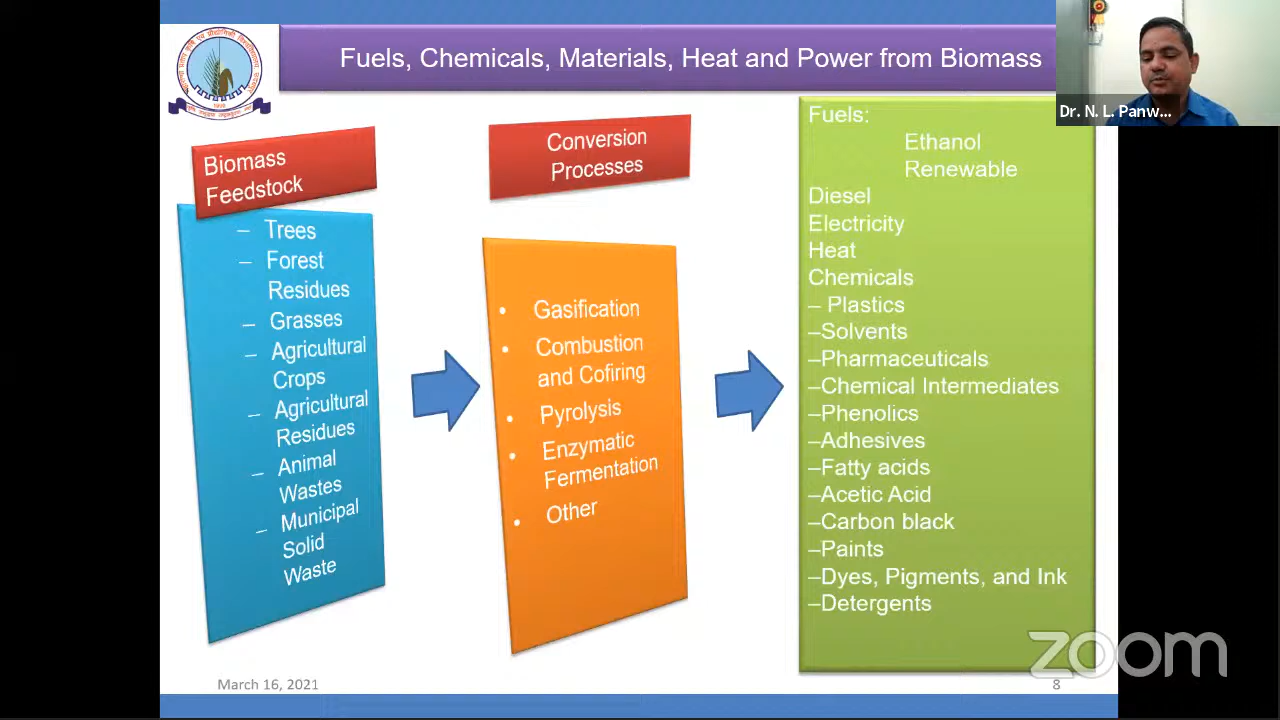 Fuels, Chemicals, Materials, Heat and Power from Biomass
Dr. N. L. Panw...
Biomass
Feedstock
– Trees
– Forest
Residues
– Grasses
– Agricultural
Crops
– Agricultural
Residues
– Animal
Wastes
– Municipal
Solid
Waste
Conversion
Processes
• Gasification
• Combustion
and Cofiring
• Pyrolysis
• Enzymatic
Fermentation
• Other
Fuels:
Ethanol
Renewable
Diesel
Electricity
Heat
Chemicals
– Plastics
–Solvents
–Pharmaceuticals
–Chemical Intermediates
–Phenolics
–Adhesives
–Fatty acids
–Acetic Acid
–Carbon black
–Paints
–Dyes, Pigments, and Ink
–Detergents
zoom
March 16, 2021
8